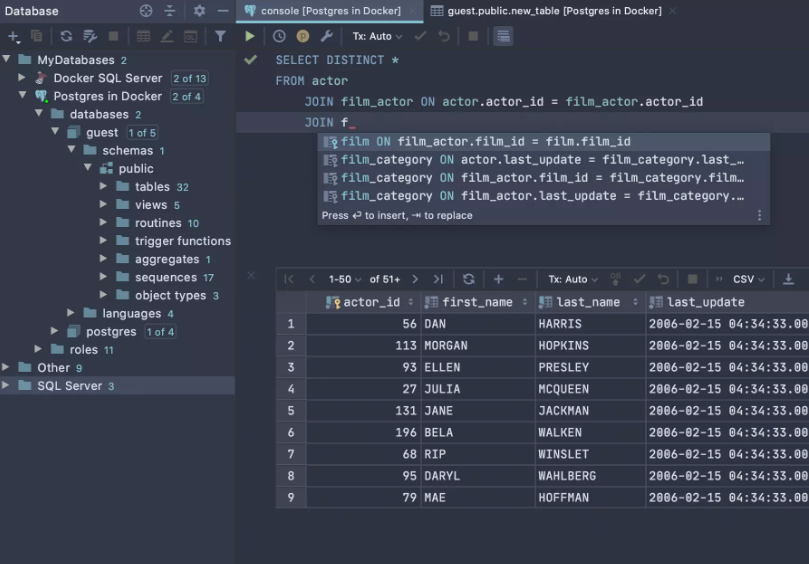 Database
console [Postgres in Docker]
guest.public.new_table [Postgres in Docker]
Tx: Auto
MyDatabases 2
Docker SQL Server 2 of 13
Postgres in Docker 2 of 4
databases 2
guest 1 of 5
schemas 1
public
tables 32
views 5
routines 10
trigger functions
aggregates 1
sequences 17
object types 3
languages 4
postgres 1 of 4
roles 11
Other 9
SQL Server 3
SELECT DISTINCT *
FROM actor
JOIN film_actor ON actor.actor_id = film_actor.actor_id
JOIN f_
film ON film_actor.film_id = film.film_id
film_category ON actor.last_update = film_category.last_…
film_category ON film_actor.film_id = film_category.film…
film_category ON film_actor.last_update = film_category.…
Press ↵ to insert, ⇥ to replace
1-50 of 51+ Tx: Auto DDL CSV
actor_id first_name last_name last_update
1 56 DAN HARRIS 2006-02-15 04:34:33.00
2 113 MORGAN HOPKINS 2006-02-15 04:34:33.00
3 93 ELLEN PRESLEY 2006-02-15 04:34:33.00
4 27 JULIA MCQUEEN 2006-02-15 04:34:33.00
5 131 JANE JACKMAN 2006-02-15 04:34:33.00
6 196 BELA WALKEN 2006-02-15 04:34:33.00
7 68 RIP WINSLET 2006-02-15 04:34:33.00
8 95 DARYL WAHLBERG 2006-02-15 04:34:33.00
9 79 MAE HOFFMAN 2006-02-15 04:34:33.00